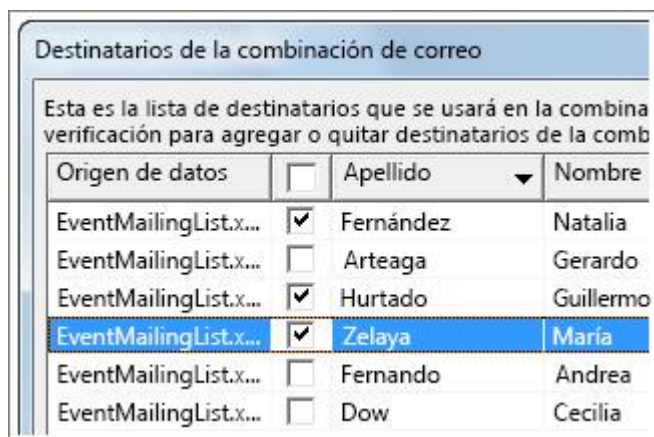 Destinatarios de la combinación de correo
Esta es la lista de destinatarios que se usará en la combina
verificación para agregar o quitar destinatarios de la comb
Origen de datos Apellido Nombre
EventMailingList.x... Fernández Natalia
EventMailingList.x... Arteaga Gerardo
EventMailingList.x... Hurtado Guillermo
EventMailingList.x... Zelaya María
EventMailingList.x... Fernando Andrea
EventMailingList.x... Dow Cecilia